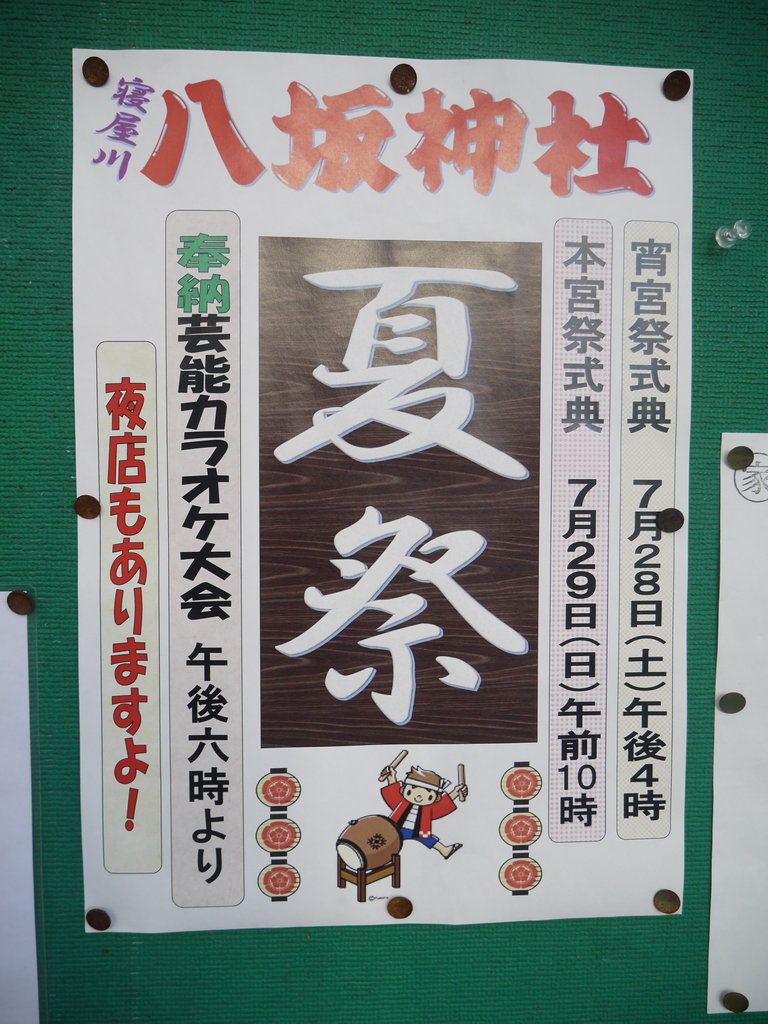 寝屋川
八坂神社
宵宮祭式典 7月28日(土)午後4時
本宮祭式典 7月29日(日)午前10時
夏祭
奉納芸能カラオケ大会 午後六時より
夜店もありますよ!
家